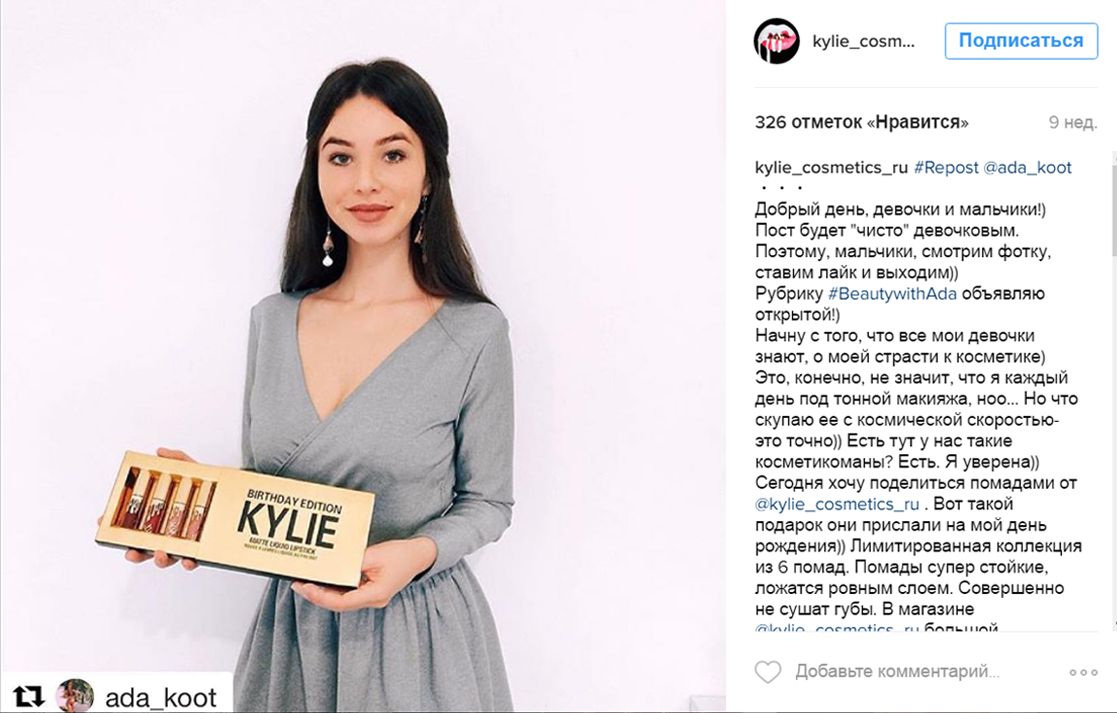 kylie_cosm...
Подписаться
326 отметок «Нравится»
9 нед.
kylie_cosmetics_ru #Repost @ada_koot
・・・
Добрый день, девочки и мальчики!)
Пост будет "чисто" девочковым.
Поэтому, мальчики, смотрим фотку,
ставим лайк и выходим))
Рубрику #BeautywithAda объявляю
открытой!)
Начну с того, что все мои девочки
знают, о моей страсти к косметике)
Это, конечно, не значит, что я каждый
день под тонной макияжа, ноо... Но что
скупаю ее с космической скоростью-
это точно)) Есть тут у нас такие
косметикоманы? Есть. Я уверена))
Сегодня хочу поделиться помадами от
@kylie_cosmetics_ru . Вот такой
подарок они прислали на мой день
рождения)) Лимитированная коллекция
из 6 помад. Помады супер стойкие,
ложатся ровным слоем. Совершенно
не сушат губы. В магазине
@kylie_cosmetics_ru большой
Добавьте комментарий...
BIRTHDAY EDITION
KYLIE
MATTE LIQUID LIPSTICK
ada_koot